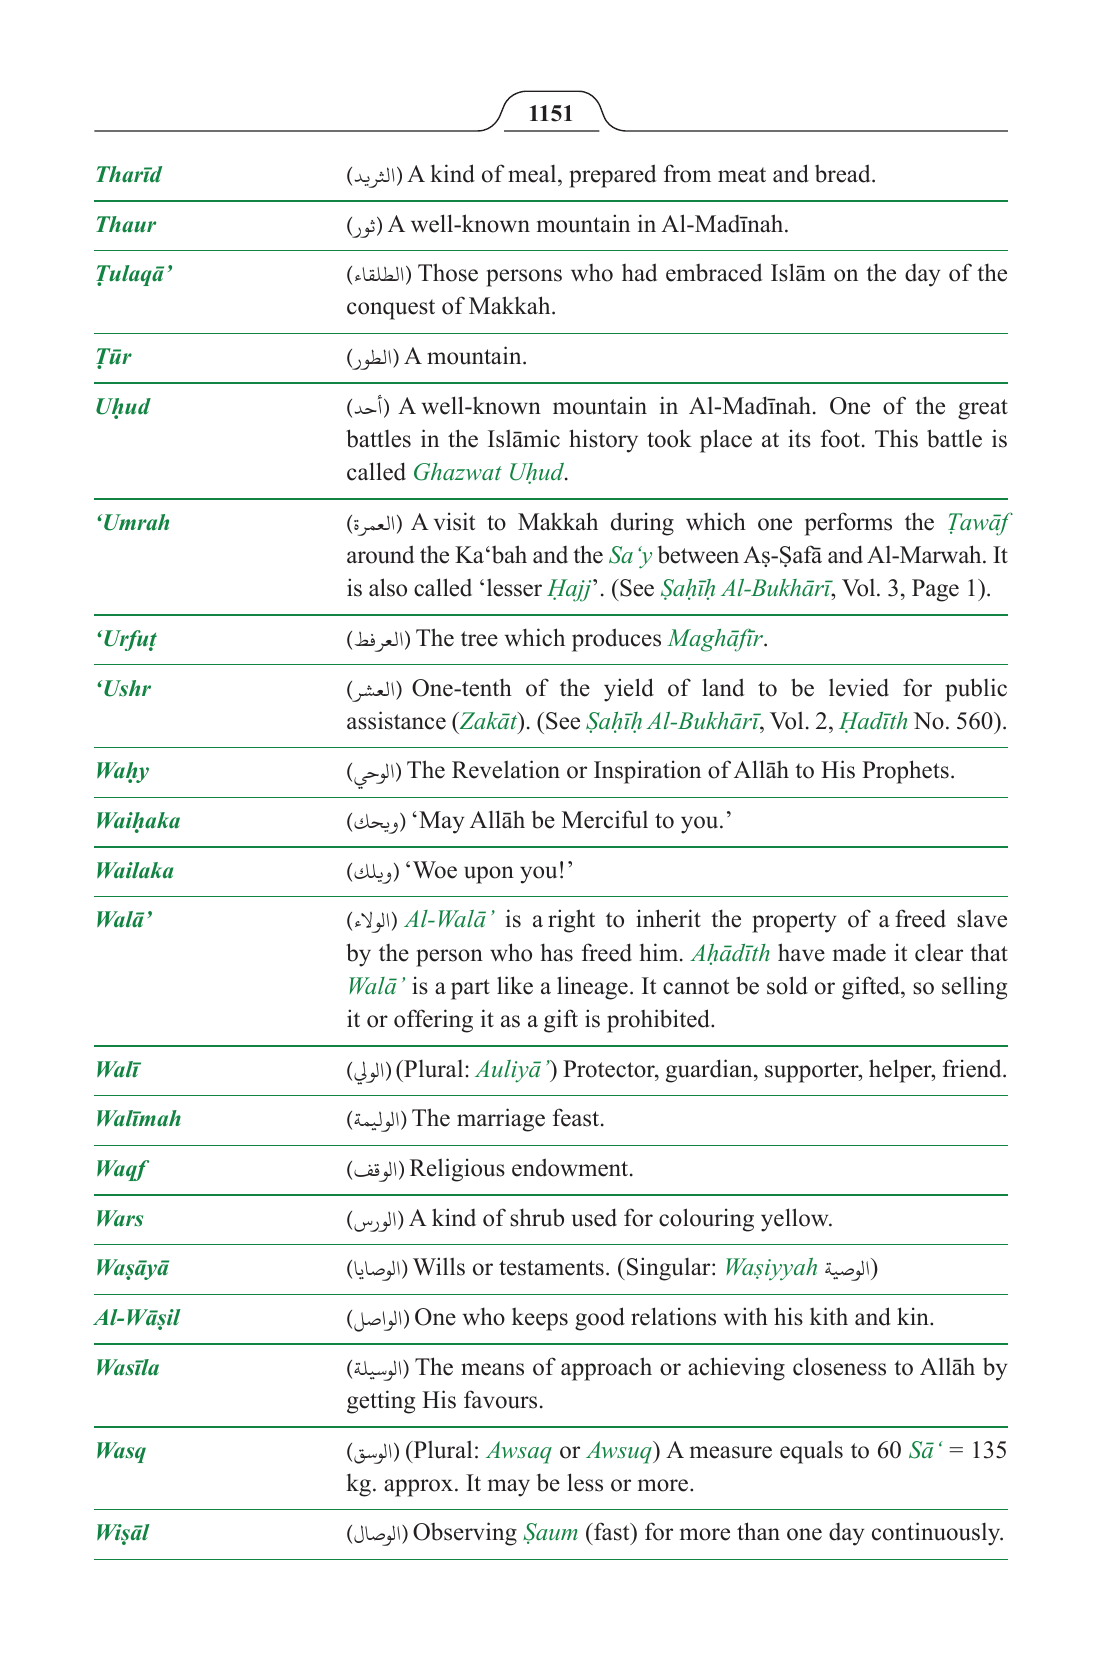 1151
Tharīd (الثريد) A kind of meal, prepared from meat and bread.
Thaur (ثور) A well-known mountain in Al-Madīnah.
Ṭulaqā’ (الطلقاء) Those persons who had embraced Islām on the day of the
conquest of Makkah.
Ṭūr (الطور) A mountain.
Uḥud (أحد) A well-known mountain in Al-Madīnah. One of the great
battles in the Islāmic history took place at its foot. This battle is
called Ghazwat Uḥud.
‘Umrah (العمرة) A visit to Makkah during which one performs the Ṭawāf
around the Ka‘bah and the Sa‘y between Aṣ-Ṣafā and Al-Marwah. It
is also called ‘lesser Ḥajj’. (See Ṣaḥīḥ Al-Bukhārī, Vol. 3, Page 1).
‘Urfuṭ (العرفط) The tree which produces Maghāfīr.
‘Ushr (العشر) One-tenth of the yield of land to be levied for public
assistance (Zakāt). (See Ṣaḥīḥ Al-Bukhārī, Vol. 2, Ḥadīth No. 560).
Waḥy (الوحي) The Revelation or Inspiration of Allāh to His Prophets.
Waiḥaka (ويحك) ‘May Allāh be Merciful to you.’
Wailaka (ويلك) ‘Woe upon you!’
Walā’ (الولاء) Al-Walā’ is a right to inherit the property of a freed slave
by the person who has freed him. Aḥādīth have made it clear that
Walā’ is a part like a lineage. It cannot be sold or gifted, so selling
it or offering it as a gift is prohibited.
Walī (الولي) (Plural: Auliyā’) Protector, guardian, supporter, helper, friend.
Walīmah (الوليمة) The marriage feast.
Waqf (الوقف) Religious endowment.
Wars (الورس) A kind of shrub used for colouring yellow.
Waṣāyā (الوصايا) Wills or testaments. (Singular: Waṣiyyah الوصية)
Al-Wāṣil (الواصل) One who keeps good relations with his kith and kin.
Wasīla (الوسيلة) The means of approach or achieving closeness to Allāh by
getting His favours.
Wasq (الوسق) (Plural: Awsaq or Awsuq) A measure equals to 60 Sā‘ = 135
kg. approx. It may be less or more.
Wiṣāl (الوصال) Observing Ṣaum (fast) for more than one day continuously.